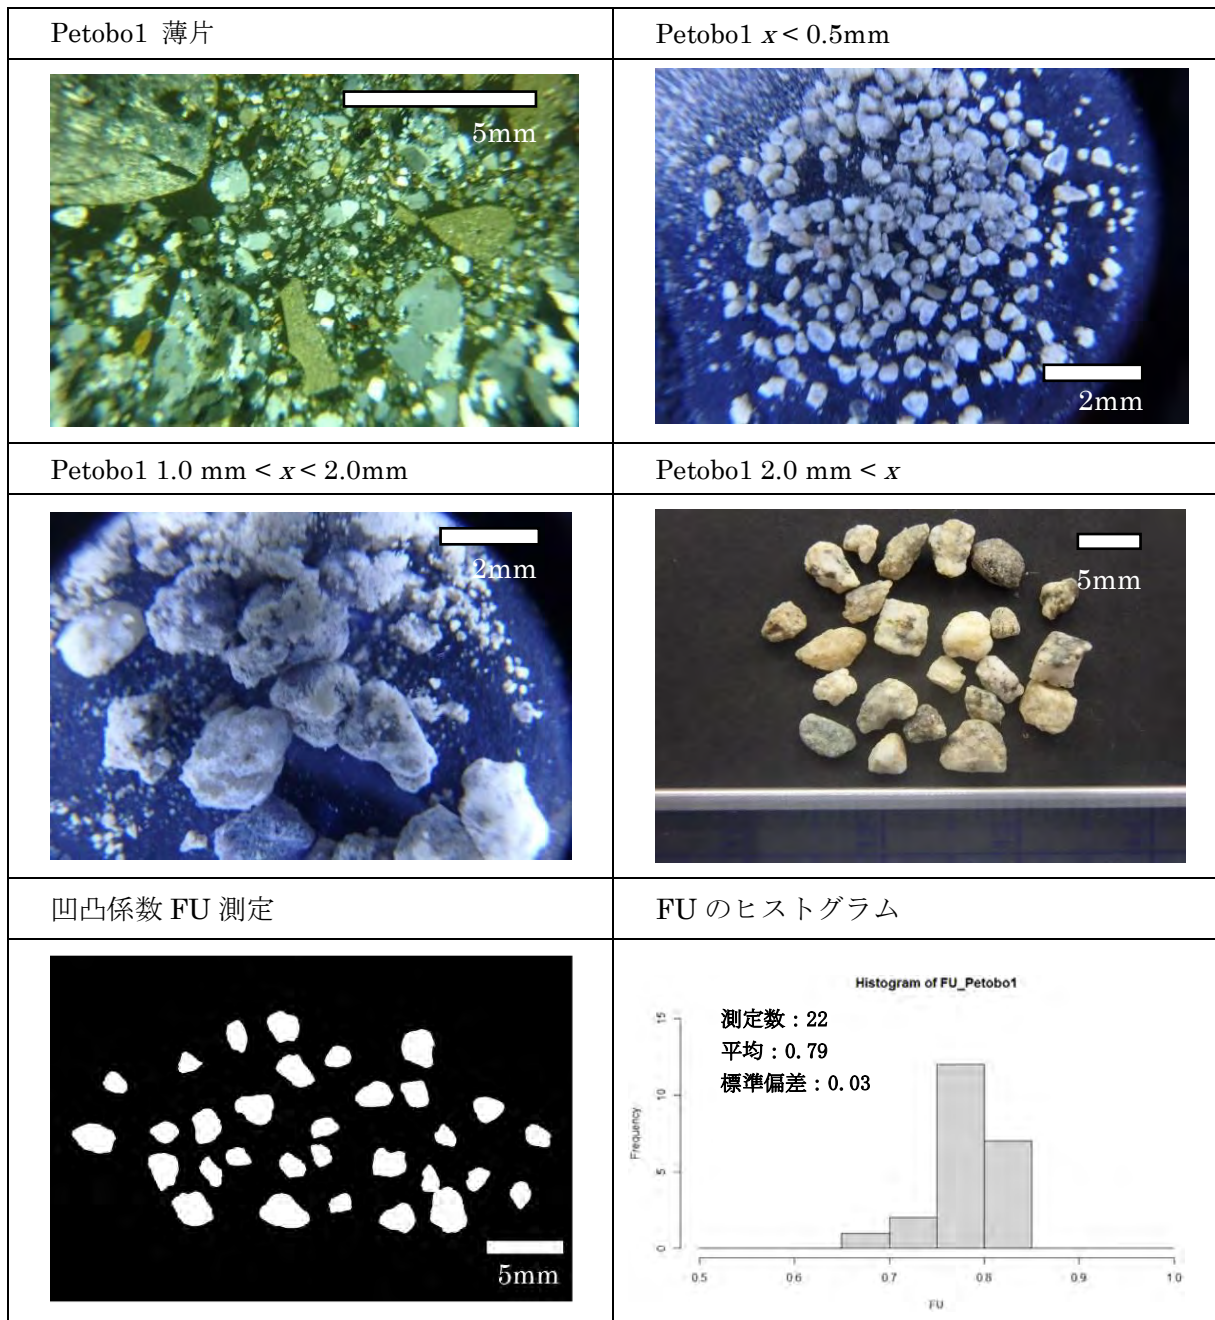 Petobo1 薄片
Petobo1 x < 0.5mm
5mm
2mm
Petobo1 1.0 mm < x < 2.0mm
Petobo1 2.0 mm < x
2mm
5mm
凹凸係数 FU 測定
FU のヒストグラム
5mm
Histogram of FU_Petobo1
測定数：22
平均：0.79
標準偏差：0.03
Frequency
15
10
5
0
0.5 0.6 0.7 0.8 0.9 1.0
FU